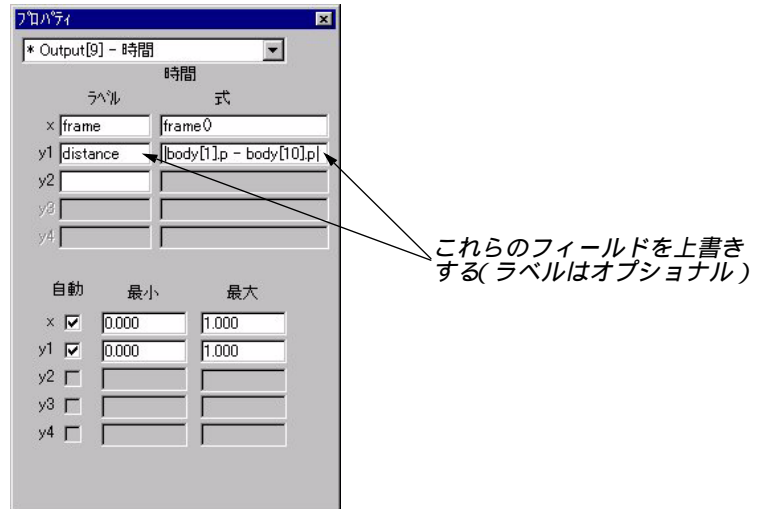 ﾌﾟﾛﾊﾟﾃｨ
* Output[9] - 時間
時間
ラベル 式
x frame frame()
y1 distance |body[1].p - body[10].p|
y2
y3
y4
これらのフィールドを上書き
する(ラベルはオプショナル)
自動 最小 最大
x 0.000 1.000
y1 0.000 1.000
y2
y3
y4